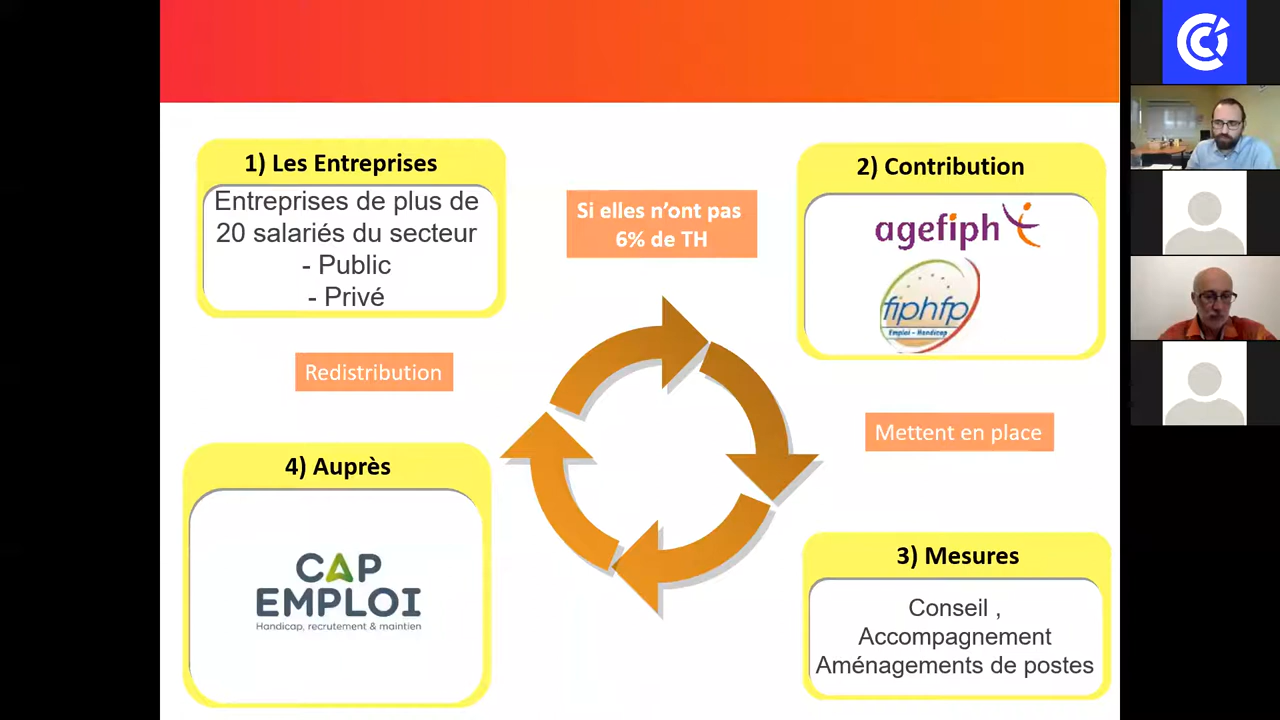 1) Les Entreprises
Entreprises de plus de
20 salariés du secteur
- Public
- Privé
Si elles n'ont pas
6% de TH
2) Contribution
agefiph
fiphfp
Emploi - Handicap
Redistribution
Mettent en place
4) Auprès
CAP
EMPLOI
Handicap, recrutement & maintien
3) Mesures
Conseil ,
Accompagnement
Aménagements de postes